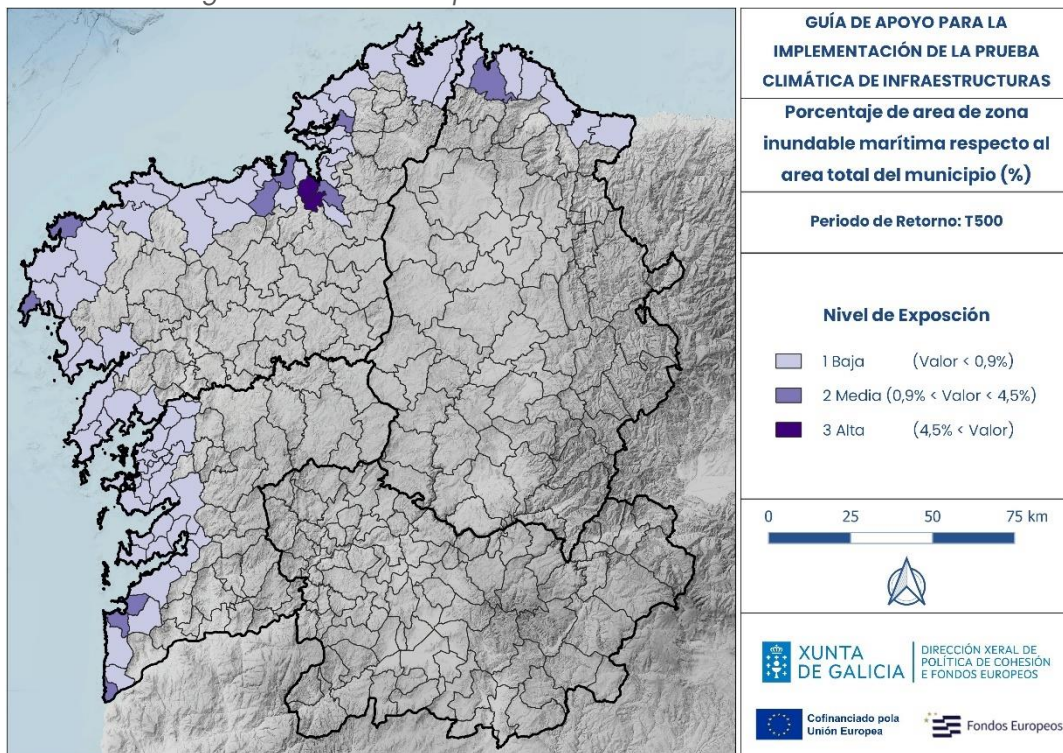 GUÍA DE APOYO PARA LA
IMPLEMENTACIÓN DE LA PRUEBA
CLIMÁTICA DE INFRAESTRUCTURAS
Porcentaje de area de zona
inundable marítima respecto al
area total del municipio (%)
Periodo de Retorno: T500
Nivel de Exposción
1 Baja (Valor < 0,9%)
2 Media (0,9% < Valor < 4,5%)
3 Alta (4,5% < Valor)
0 25 50 75 km
XUNTA
DE GALICIA
DIRECCIÓN XERAL DE
POLÍTICA DE COHESIÓN
E FONDOS EUROPEOS
Cofinanciado pola
Unión Europea
Fondos Europeos